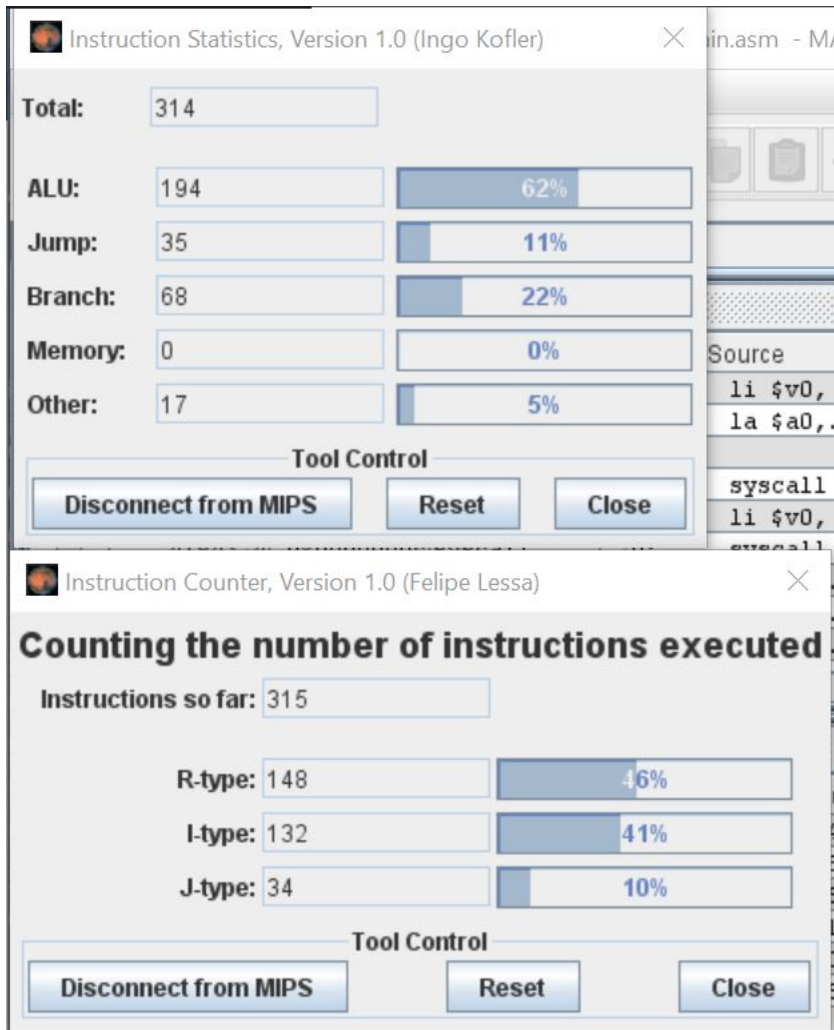 Instruction Statistics, Version 1.0 (Ingo Kofler)
in.asm - MA
Total: 314
ALU: 194 62%
Jump: 35 11%
Branch: 68 22%
Memory: 0 0%
Source
Other: 17 5%
li $v0,
la $a0,.
Tool Control
Disconnect from MIPS Reset Close
syscall
li $v0,
Instruction Counter, Version 1.0 (Felipe Lessa)
Counting the number of instructions executed
Instructions so far: 315
R-type: 148 46%
I-type: 132 41%
J-type: 34 10%
Tool Control
Disconnect from MIPS Reset Close